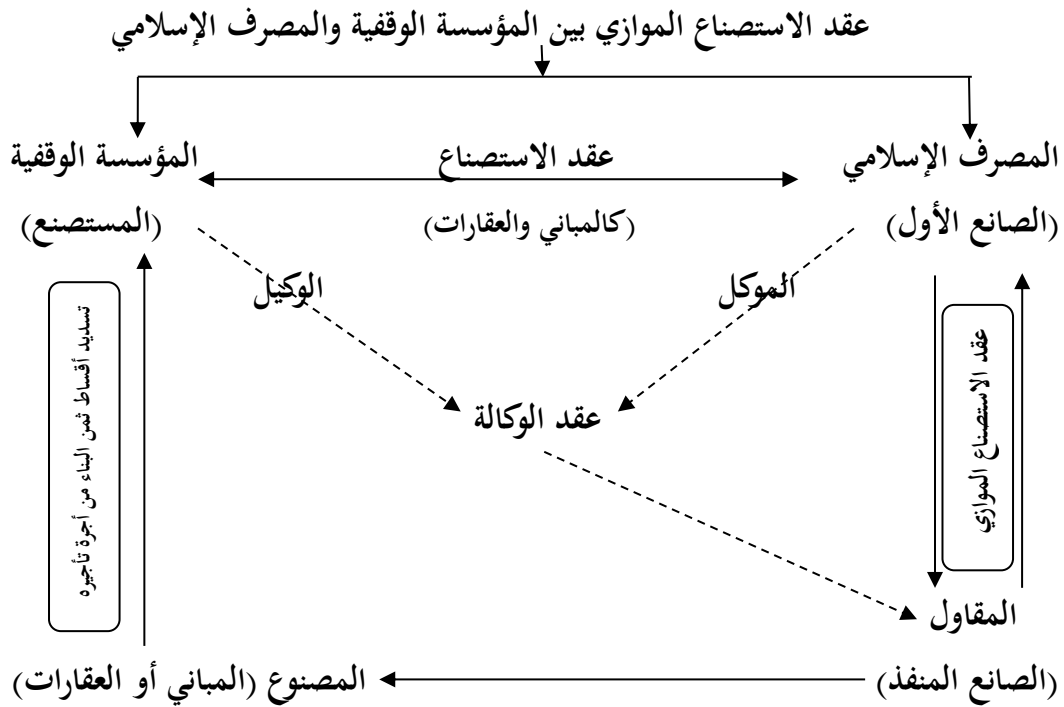 عقد الاستصناع الموازي بين المؤسسة الوقفية والمصرف الإسلامي
المصرف الإسلامي
عقد الاستصناع
المؤسسة الوقفية
(الصانع الأول)
(كالمباني والعقارات)
(المستصنع)
الموكل
الوكيل
عقد الاستصناع الموازي
تسديد أقساط ثمن البناء من أجرة تأجيره
عقد الوكالة
المقاول
(الصانع المنفذ)
المصنوع (المباني أو العقارات)